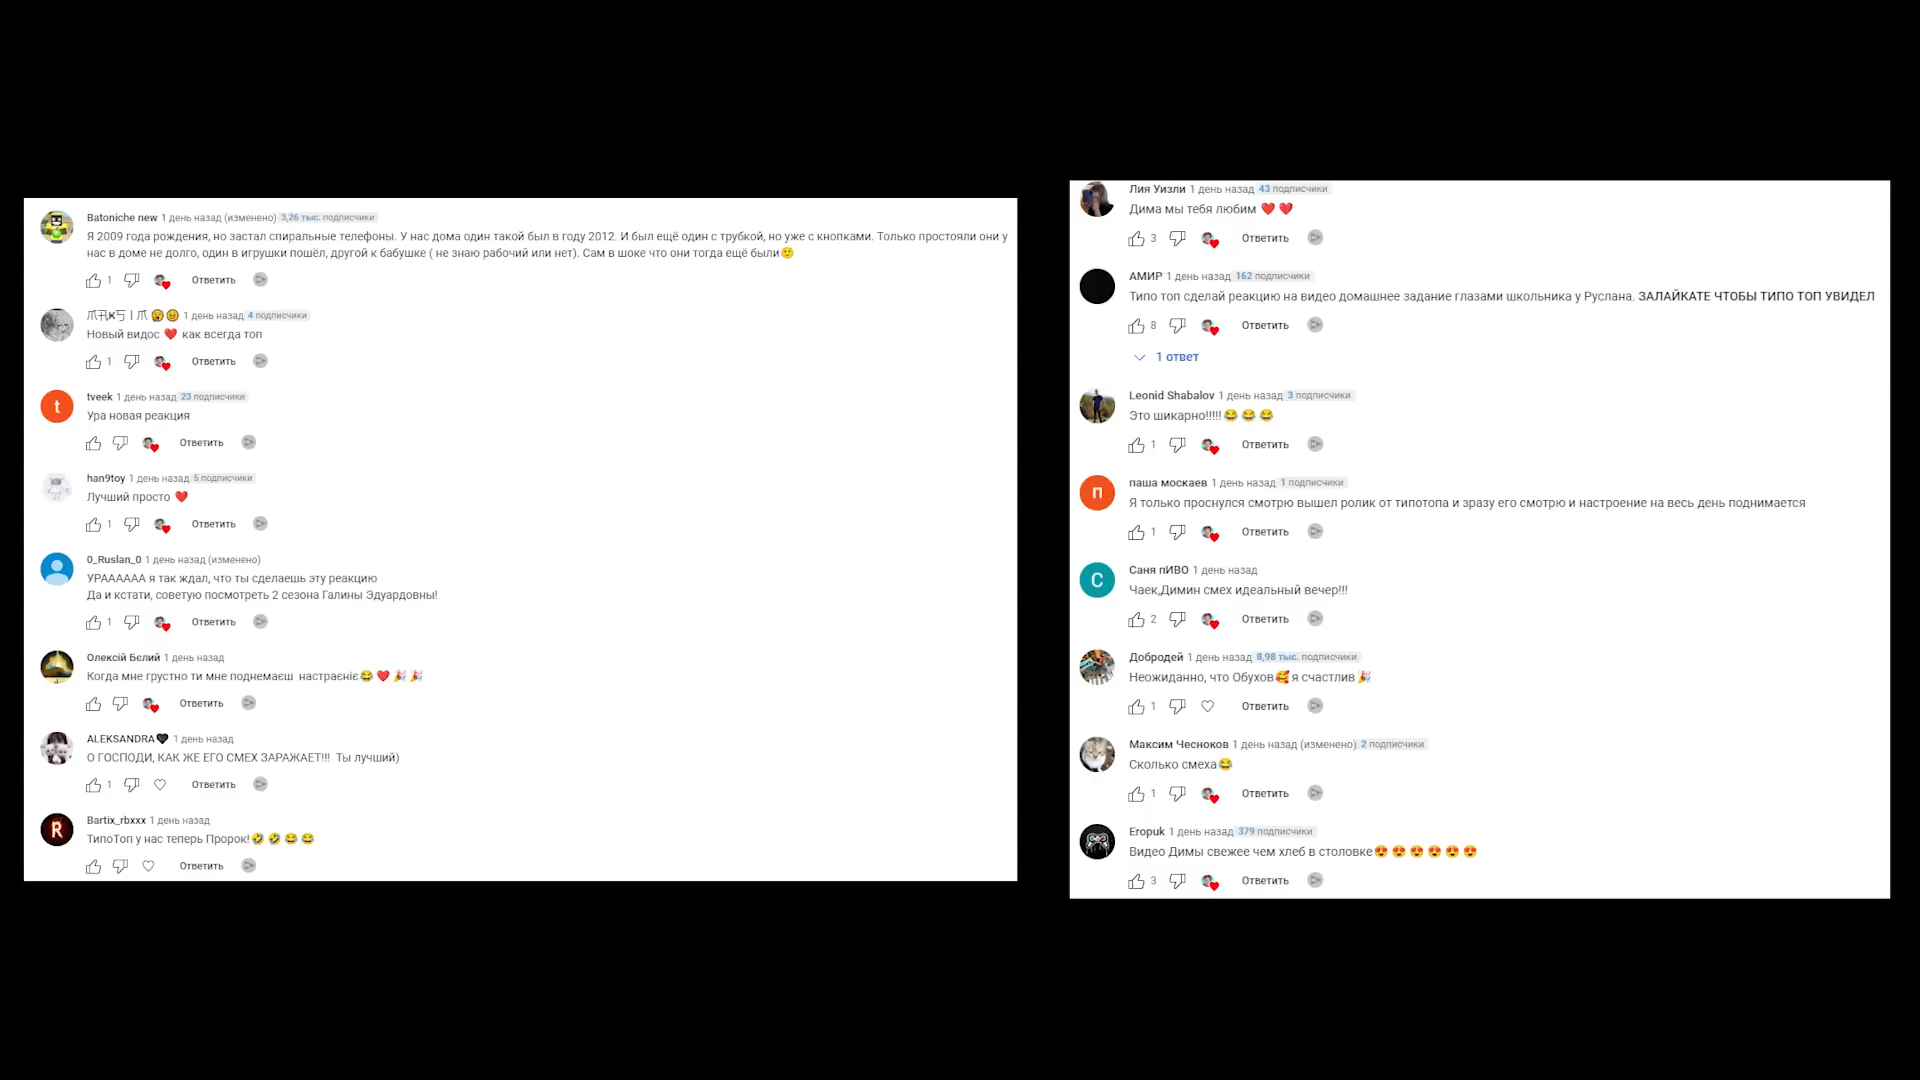 Batoniche new 1 день назад (изменено) 3,26 тыс. подписчики
Я 2009 года рождения, но застал спиральные телефоны. У нас дома один такой был в году 2012. И был ещё один с трубкой, но уже с кнопками. Только простояли они у
нас в доме не долго, один в игрушки пошёл, другой к бабушке ( не знаю рабочий или нет). Сам в шоке что они тогда ещё были🙂
1 Ответить
1 день назад 4 подписчики
Новый видос ❤️ как всегда топ
1 Ответить
t
tveek 1 день назад 23 подписчики
Ура новая реакция
Ответить
han9toy 1 день назад 5 подписчики
Лучший просто ❤️
1 Ответить
0_Ruslan_0 1 день назад (изменено)
УРАААААА я так ждал, что ты сделаешь эту реакцию
Да и кстати, советую посмотреть 2 сезона Галины Эдуардовны!
1 Ответить
Олексій Бєлий 1 день назад
Когда мне грустно ти мне поднемаєш настраєніє😂 ❤️ 🎉 🎉
Ответить
ALEKSANDRA🖤 1 день назад
О ГОСПОДИ, КАК ЖЕ ЕГО СМЕХ ЗАРАЖАЕТ!!! Ты лучший)
1 Ответить
R
Bartix_rbxxx 1 день назад
ТипоТоп у нас теперь Пророк!🤣 🤣 😂 😂
Ответить
Лия Уизли 1 день назад 43 подписчики
Дима мы тебя любим ❤️ ❤️
3 Ответить
АМИР 1 день назад 162 подписчики
Типо топ сделай реакцию на видео домашнее задание глазами школьника у Руслана. ЗАЛАЙКАТЕ ЧТОБЫ ТИПО ТОП УВИДЕЛ
8 Ответить
1 ответ
Leonid Shabalov 1 день назад 3 подписчики
Это шикарно!!!!!😂 😂 😂
1 Ответить
п
паша москаев 1 день назад 1 подписчики
Я только проснулся смотрю вышел ролик от типотопа и зразу его смотрю и настроение на весь день поднимается
1 Ответить
С
Саня пИВО 1 день назад
Чаек,Димин смех идеальный вечер!!!
2 Ответить
Добродей 1 день назад 8,98 тыс. подписчики
Неожиданно, что Обухов🥰 я счастлив🎉
1 Ответить
Максим Чесноков 1 день назад (изменено) 2 подписчики
Сколько смеха😂
1 Ответить
Eropuk 1 день назад 379 подписчики
Видео Димы свежее чем хлеб в столовке😍 😍 😍 😍 😍 😍
3 Ответить